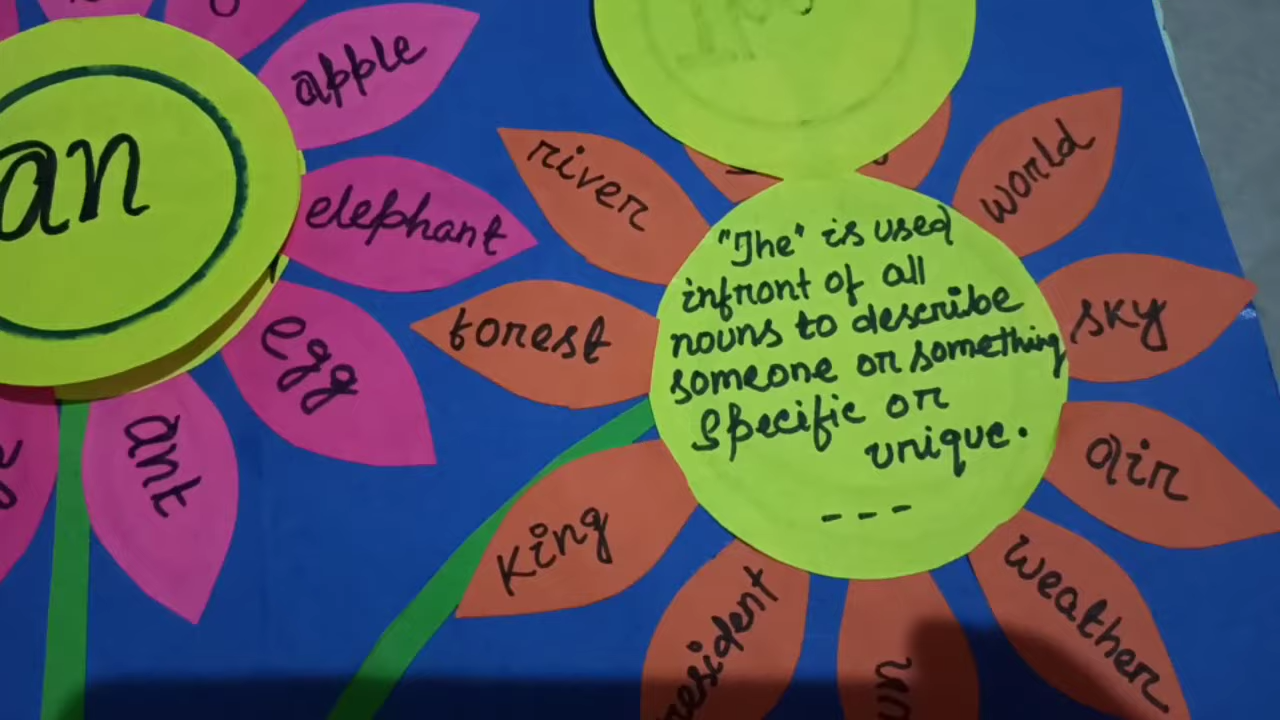 an
apple
elephant
egg
ant
river
forest
King
world
sky
air
weather
"The" is used
infront of all
nouns to describe
someone or something
specific or
unique.
---